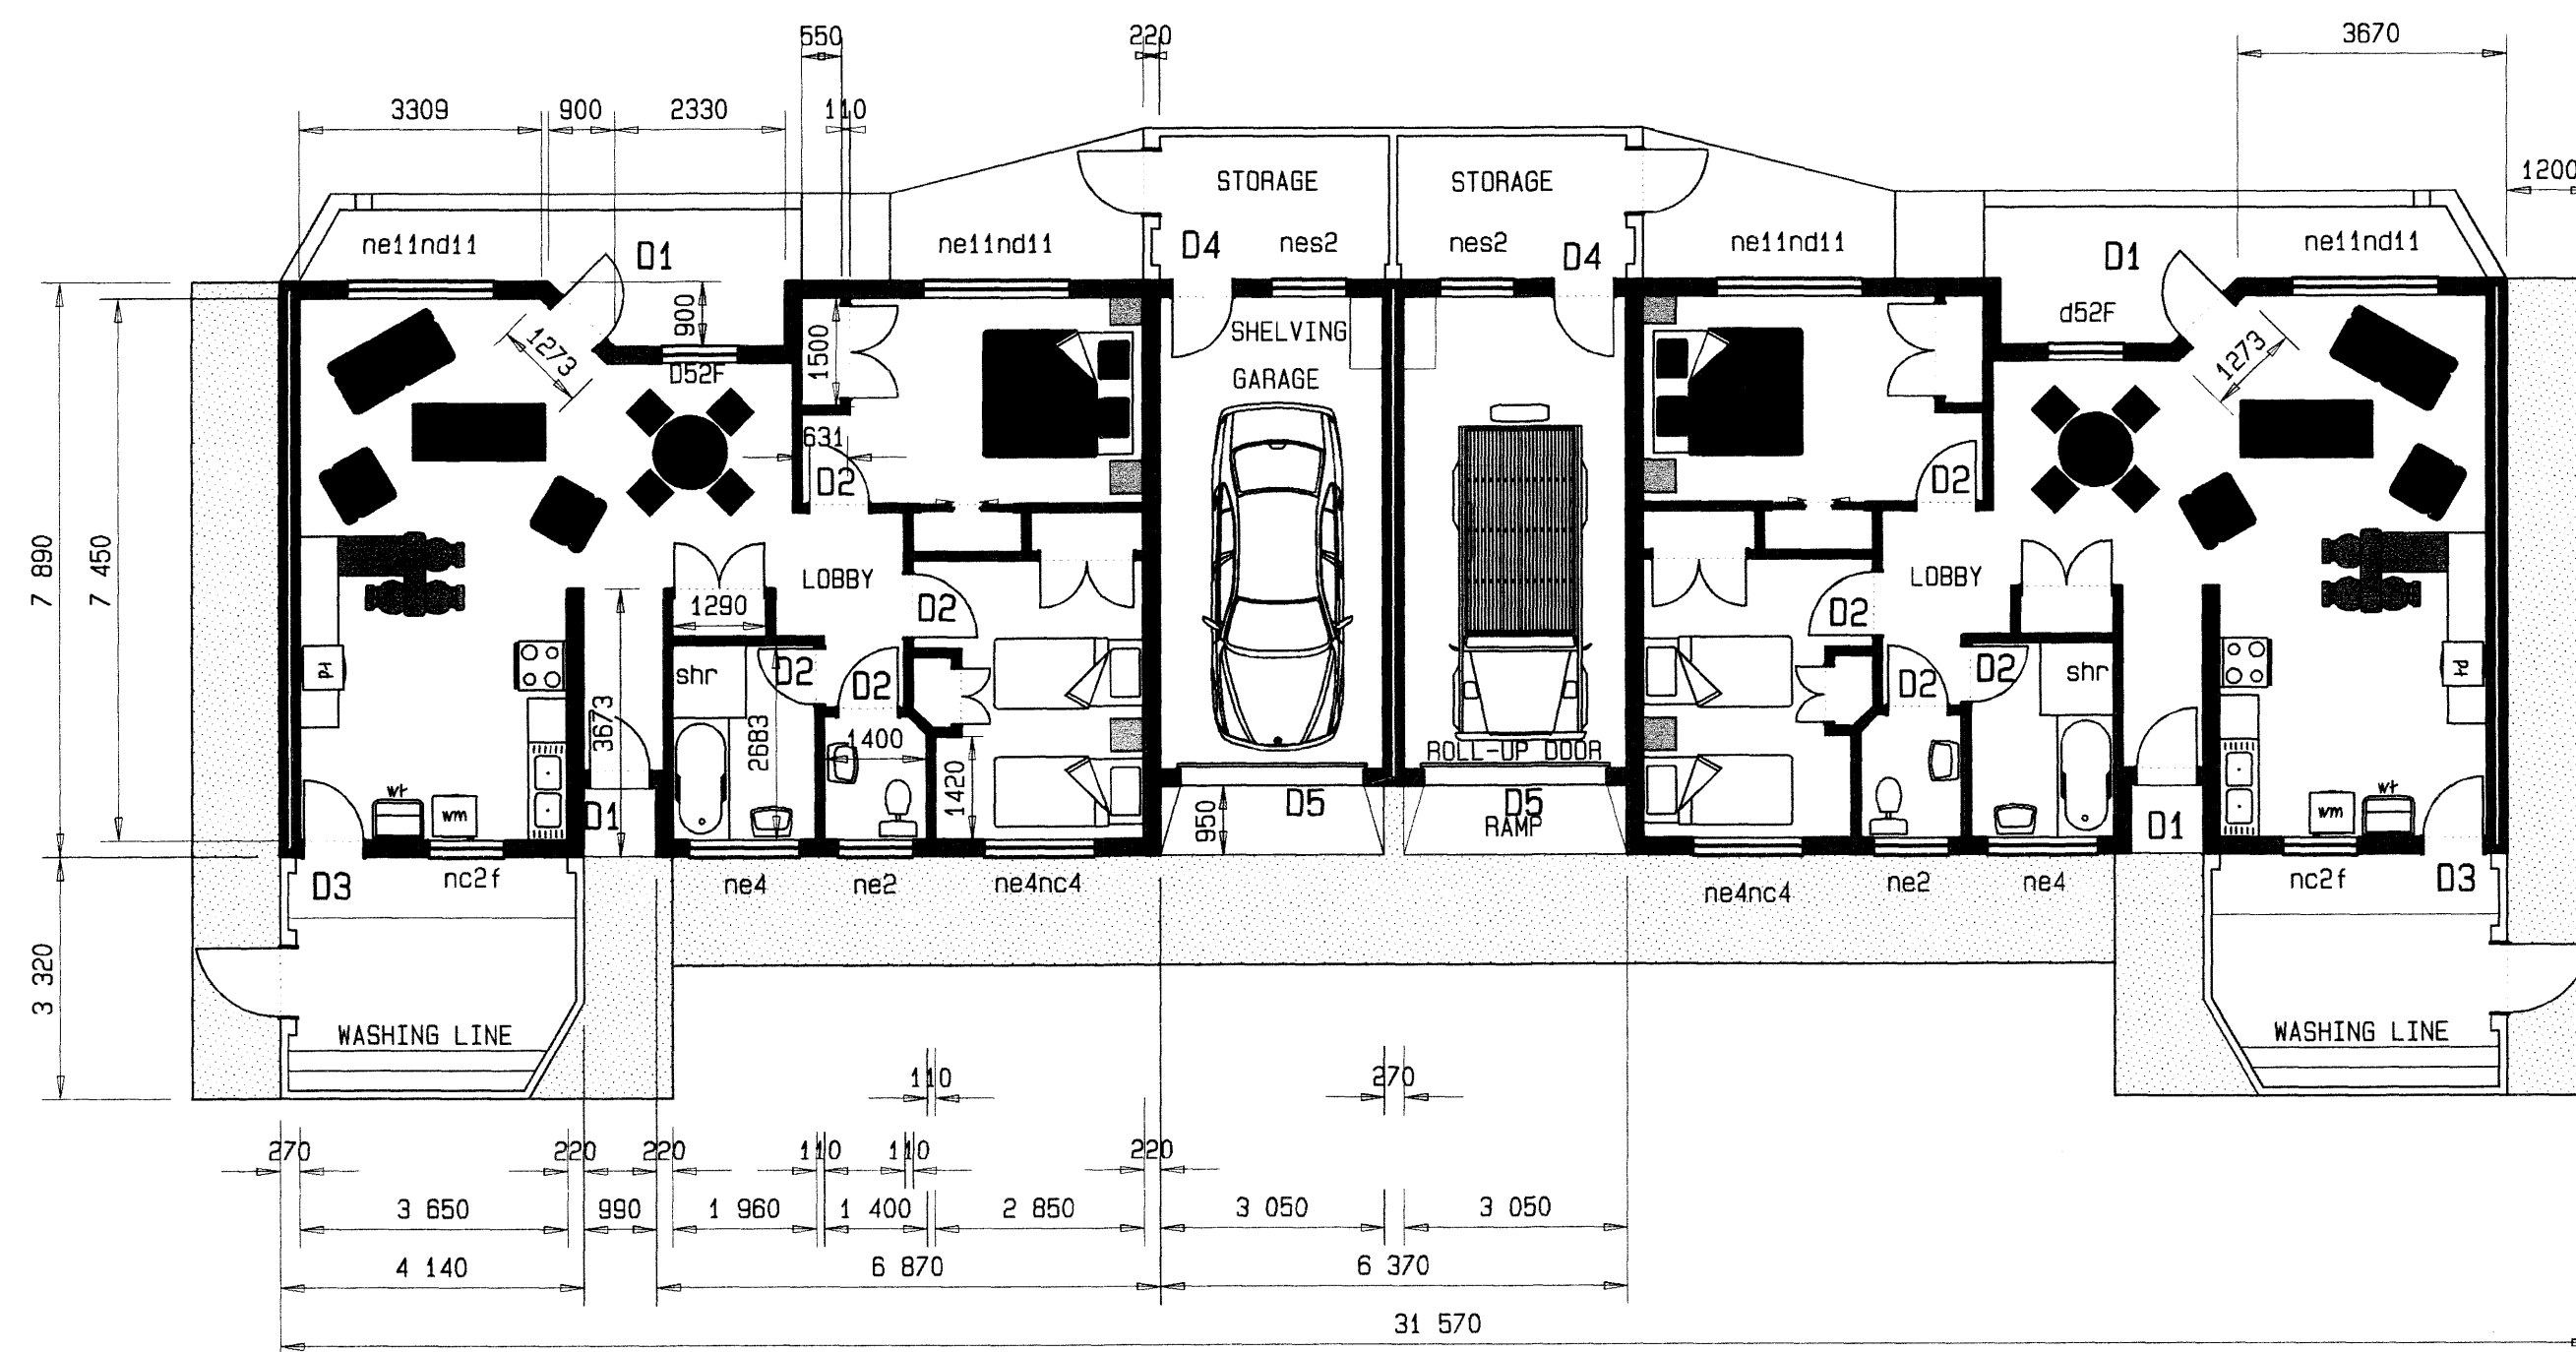 550
220
3670
3309
900
2330
110
1200
STORAGE
STORAGE
ne11nd11
D1
ne11nd11
D4
nes2
nes2
D4
ne11nd11
D1
ne11nd11
900
1500
SHELVING
d52F
1273
D52F
GARAGE
1273
631
D2
D2
7 890
7 450
LOBBY
LOBBY
1290
D2
D2
shr
D2
D2
D2
D2
shr
pt
pt
3673
2683
1400
ROLL-UP DOOR
wt
wm
1420
wt
wm
D1
950
D5
D5
RAMP
D1
D3
nc2f
ne4
ne2
ne4nc4
ne4nc4
ne2
ne4
nc2f
D3
3 320
WASHING LINE
WASHING LINE
110
270
270
220
220
110
110
220
3 650
990
1 960
1 400
2 850
3 050
3 050
4 140
6 870
6 370
31 570